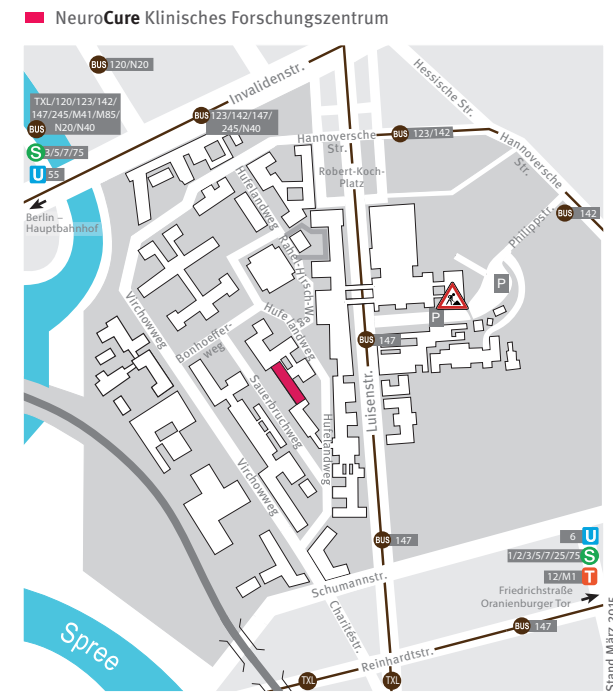 NeuroCure Klinisches Forschungszentrum
BUS 120/N20
Invalidenstr.
Hessische Str.
TXL/120/123/142/
147/245/M41/M85/
N20/N40
BUS
BUS 123/142/147/
245/N40
Hannoversche
Str.
BUS 123/142
Hannoversche
Str.
S 3/5/7/75
U 55
Robert-Koch-
Platz
Hufelandweg
Berlin –
Hauptbahnhof
Philippstr.
BUS 142
Rahel-Hirsch-Weg
P
P
Virchowweg
Hufelandweg
Bonhoeffer-
weg
BUS 147
Luisenstr.
Sauerbruchweg
Hufelandweg
Virchowweg
BUS 147
6 U
1/2/3/5/7/25/75 S
12/M1 T
Friedrichstraße
Oranienburger Tor
Schumannstr.
Charitéstr.
Spree
BUS 147
Reinhardtstr.
TXL
TXL
Stand März 2015